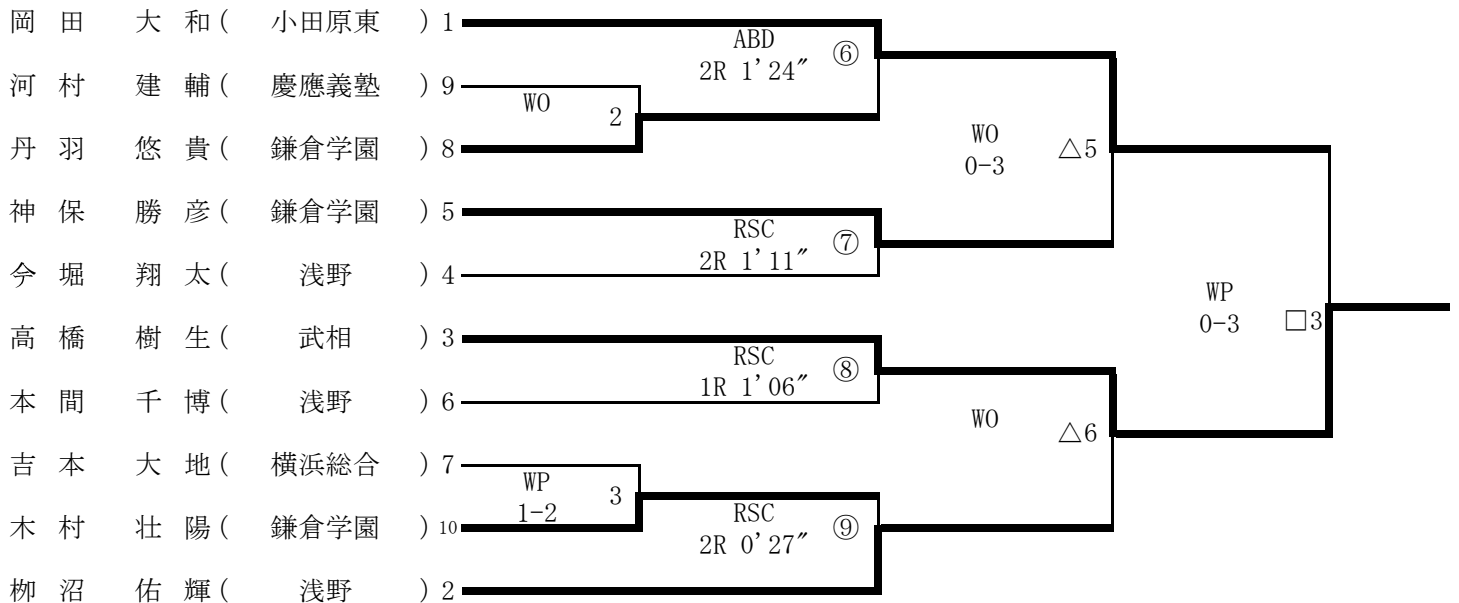 岡田 大和( 小田原東 )1
ABD ⑥
2R 1'24″
河村 建輔( 慶應義塾 )9
WO 2
丹羽 悠貴( 鎌倉学園 )8
WO
0-3 △5
神保 勝彦( 鎌倉学園 )5
RSC ⑦
2R 1'11″
今堀 翔太( 浅野 )4
WP
0-3 □3
高橋 樹生( 武相 )3
RSC ⑧
1R 1'06″
本間 千博( 浅野 )6
WO △6
吉本 大地( 横浜総合 )7
WP 3
1-2
木村 壮陽( 鎌倉学園 )10
RSC ⑨
2R 0'27″
柳沼 佑輝( 浅野 )2